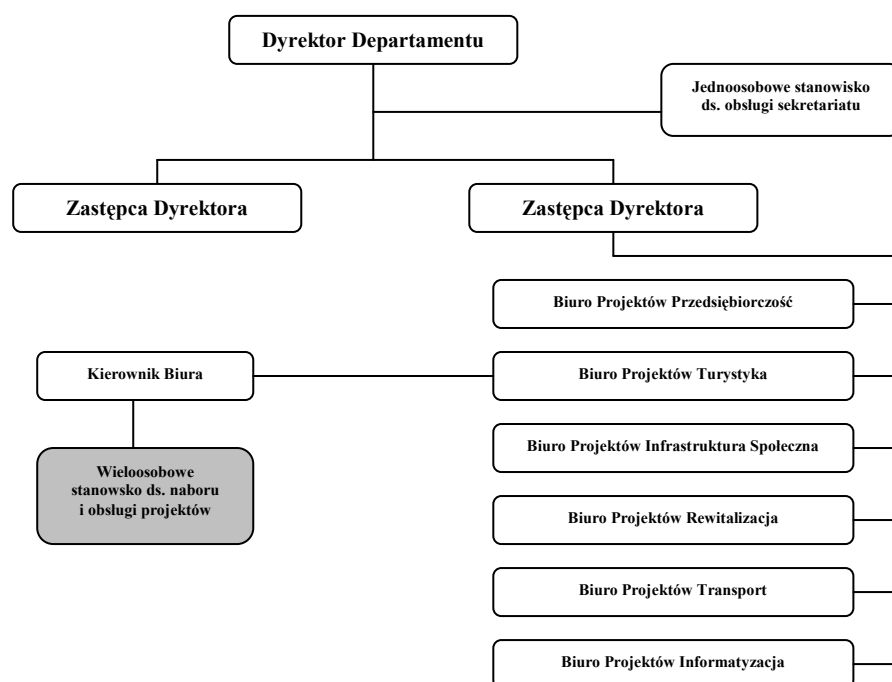 Dyrektor Departamentu
Jednoosobowe stanowisko
ds. obsługi sekretariatu
Zastępca Dyrektora
Zastępca Dyrektora
Biuro Projektów Przedsiębiorczość
Kierownik Biura
Biuro Projektów Turystyka
Wieloosobowe
stanowsko ds. naboru
i obsługi projektów
Biuro Projektów Infrastruktura Społeczna
Biuro Projektów Rewitalizacja
Biuro Projektów Transport
Biuro Projektów Informatyzacja